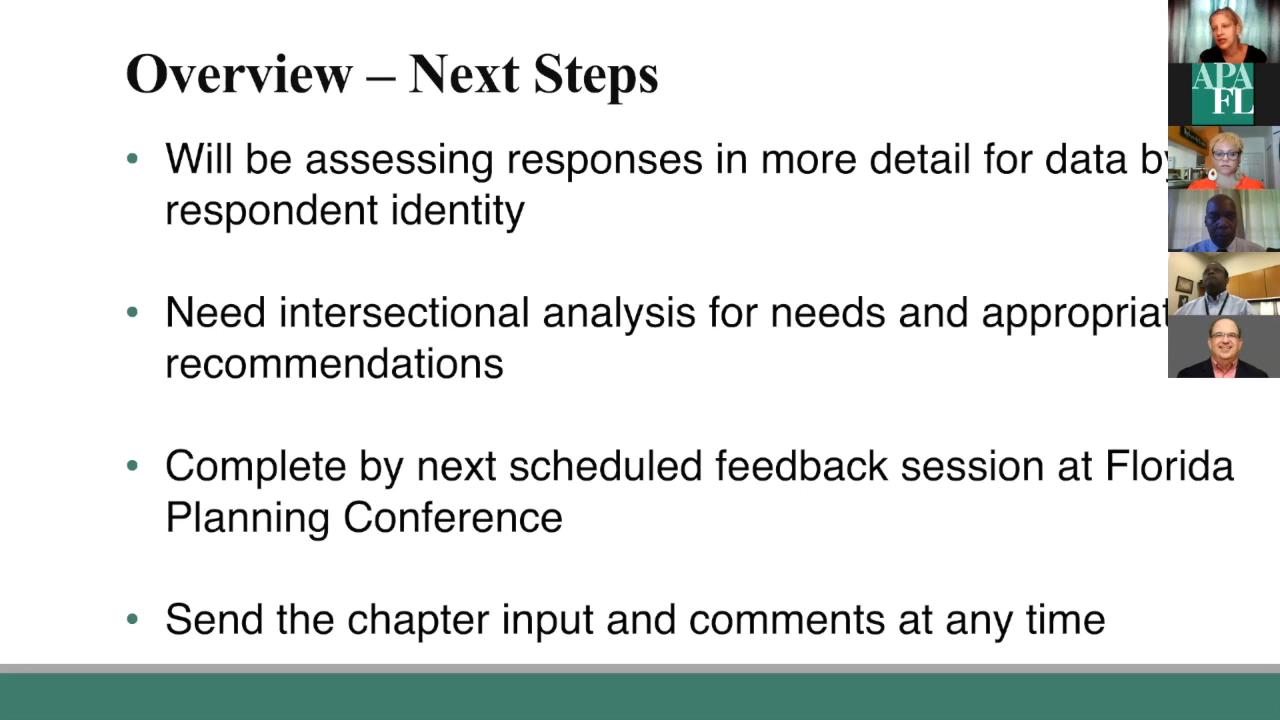 Overview – Next Steps
• Will be assessing responses in more detail for data by
respondent identity
• Need intersectional analysis for needs and appropriat
recommendations
• Complete by next scheduled feedback session at Florida
Planning Conference
• Send the chapter input and comments at any time
APA
FL